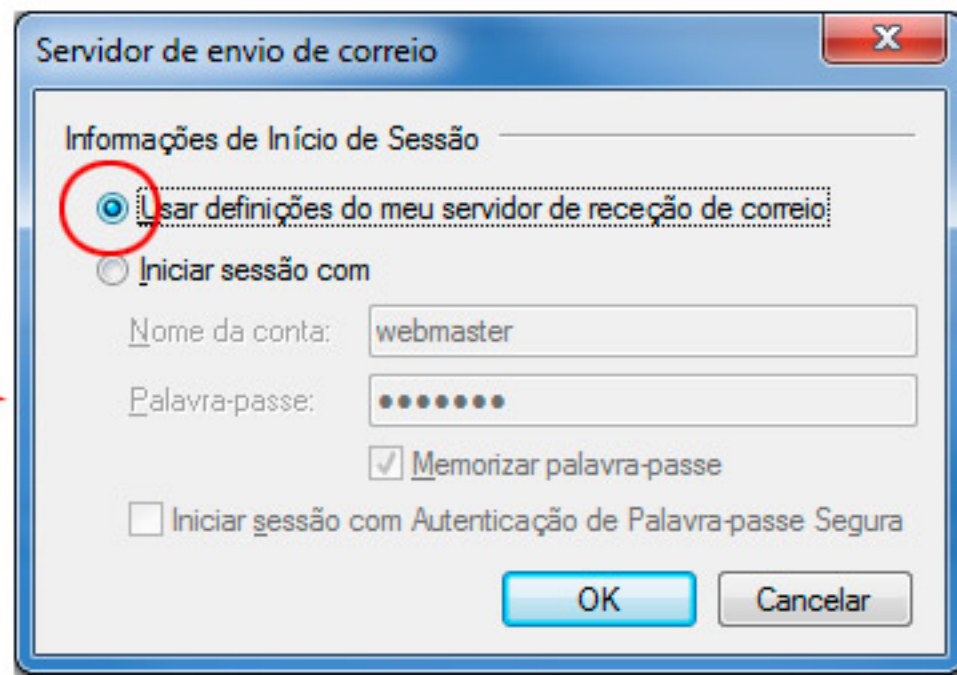 Servidor de envio de correio
Informações de Início de Sessão
Usar definições do meu servidor de receção de correio
Iniciar sessão com
Nome da conta: webmaster
Palavra-passe: ●●●●●●●
Memorizar palavra-passe
Iniciar sessão com Autenticação de Palavra-passe Segura
OK Cancelar